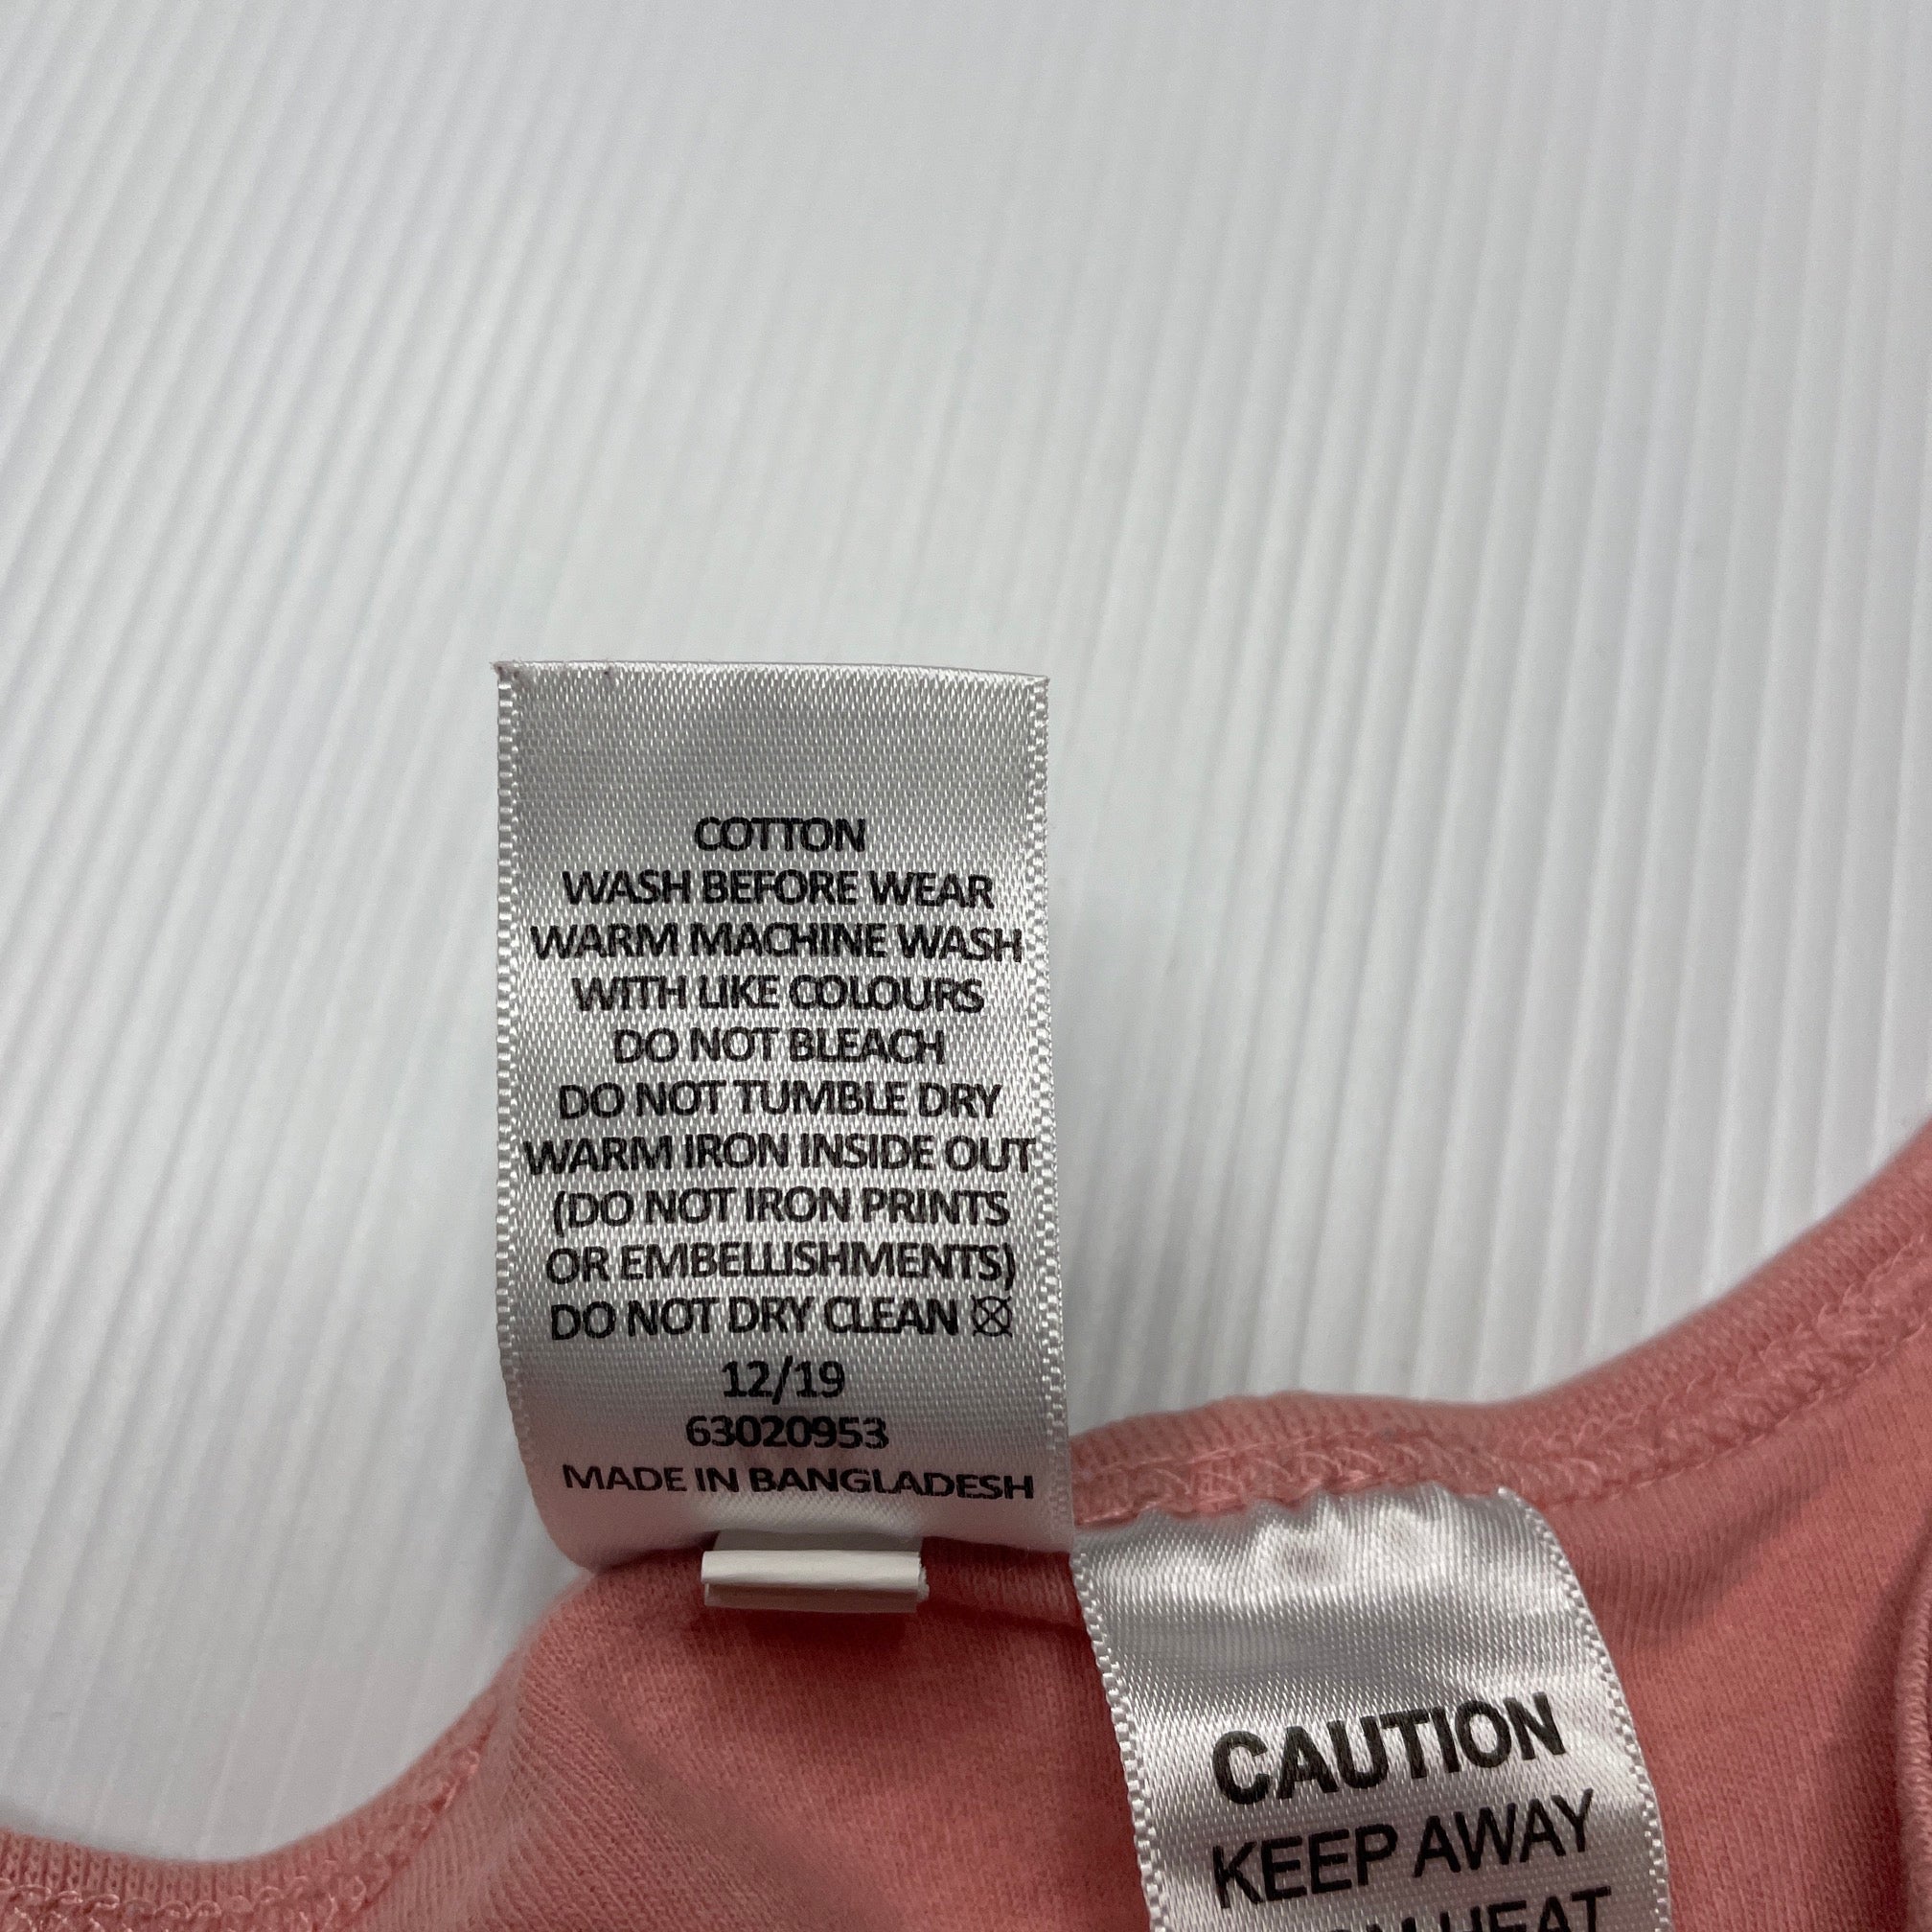 COTTON
WASH BEFORE WEAR
WARM MACHINE WASH
WITH LIKE COLOURS
DO NOT BLEACH
DO NOT TUMBLE DRY
WARM IRON INSIDE OUT
(DO NOT IRON PRINTS
OR EMBELLISHMENTS)
DO NOT DRY CLEAN
12/19
63020953
MADE IN BANGLADESH
CAUTION
KEEP AWAY
HEAT